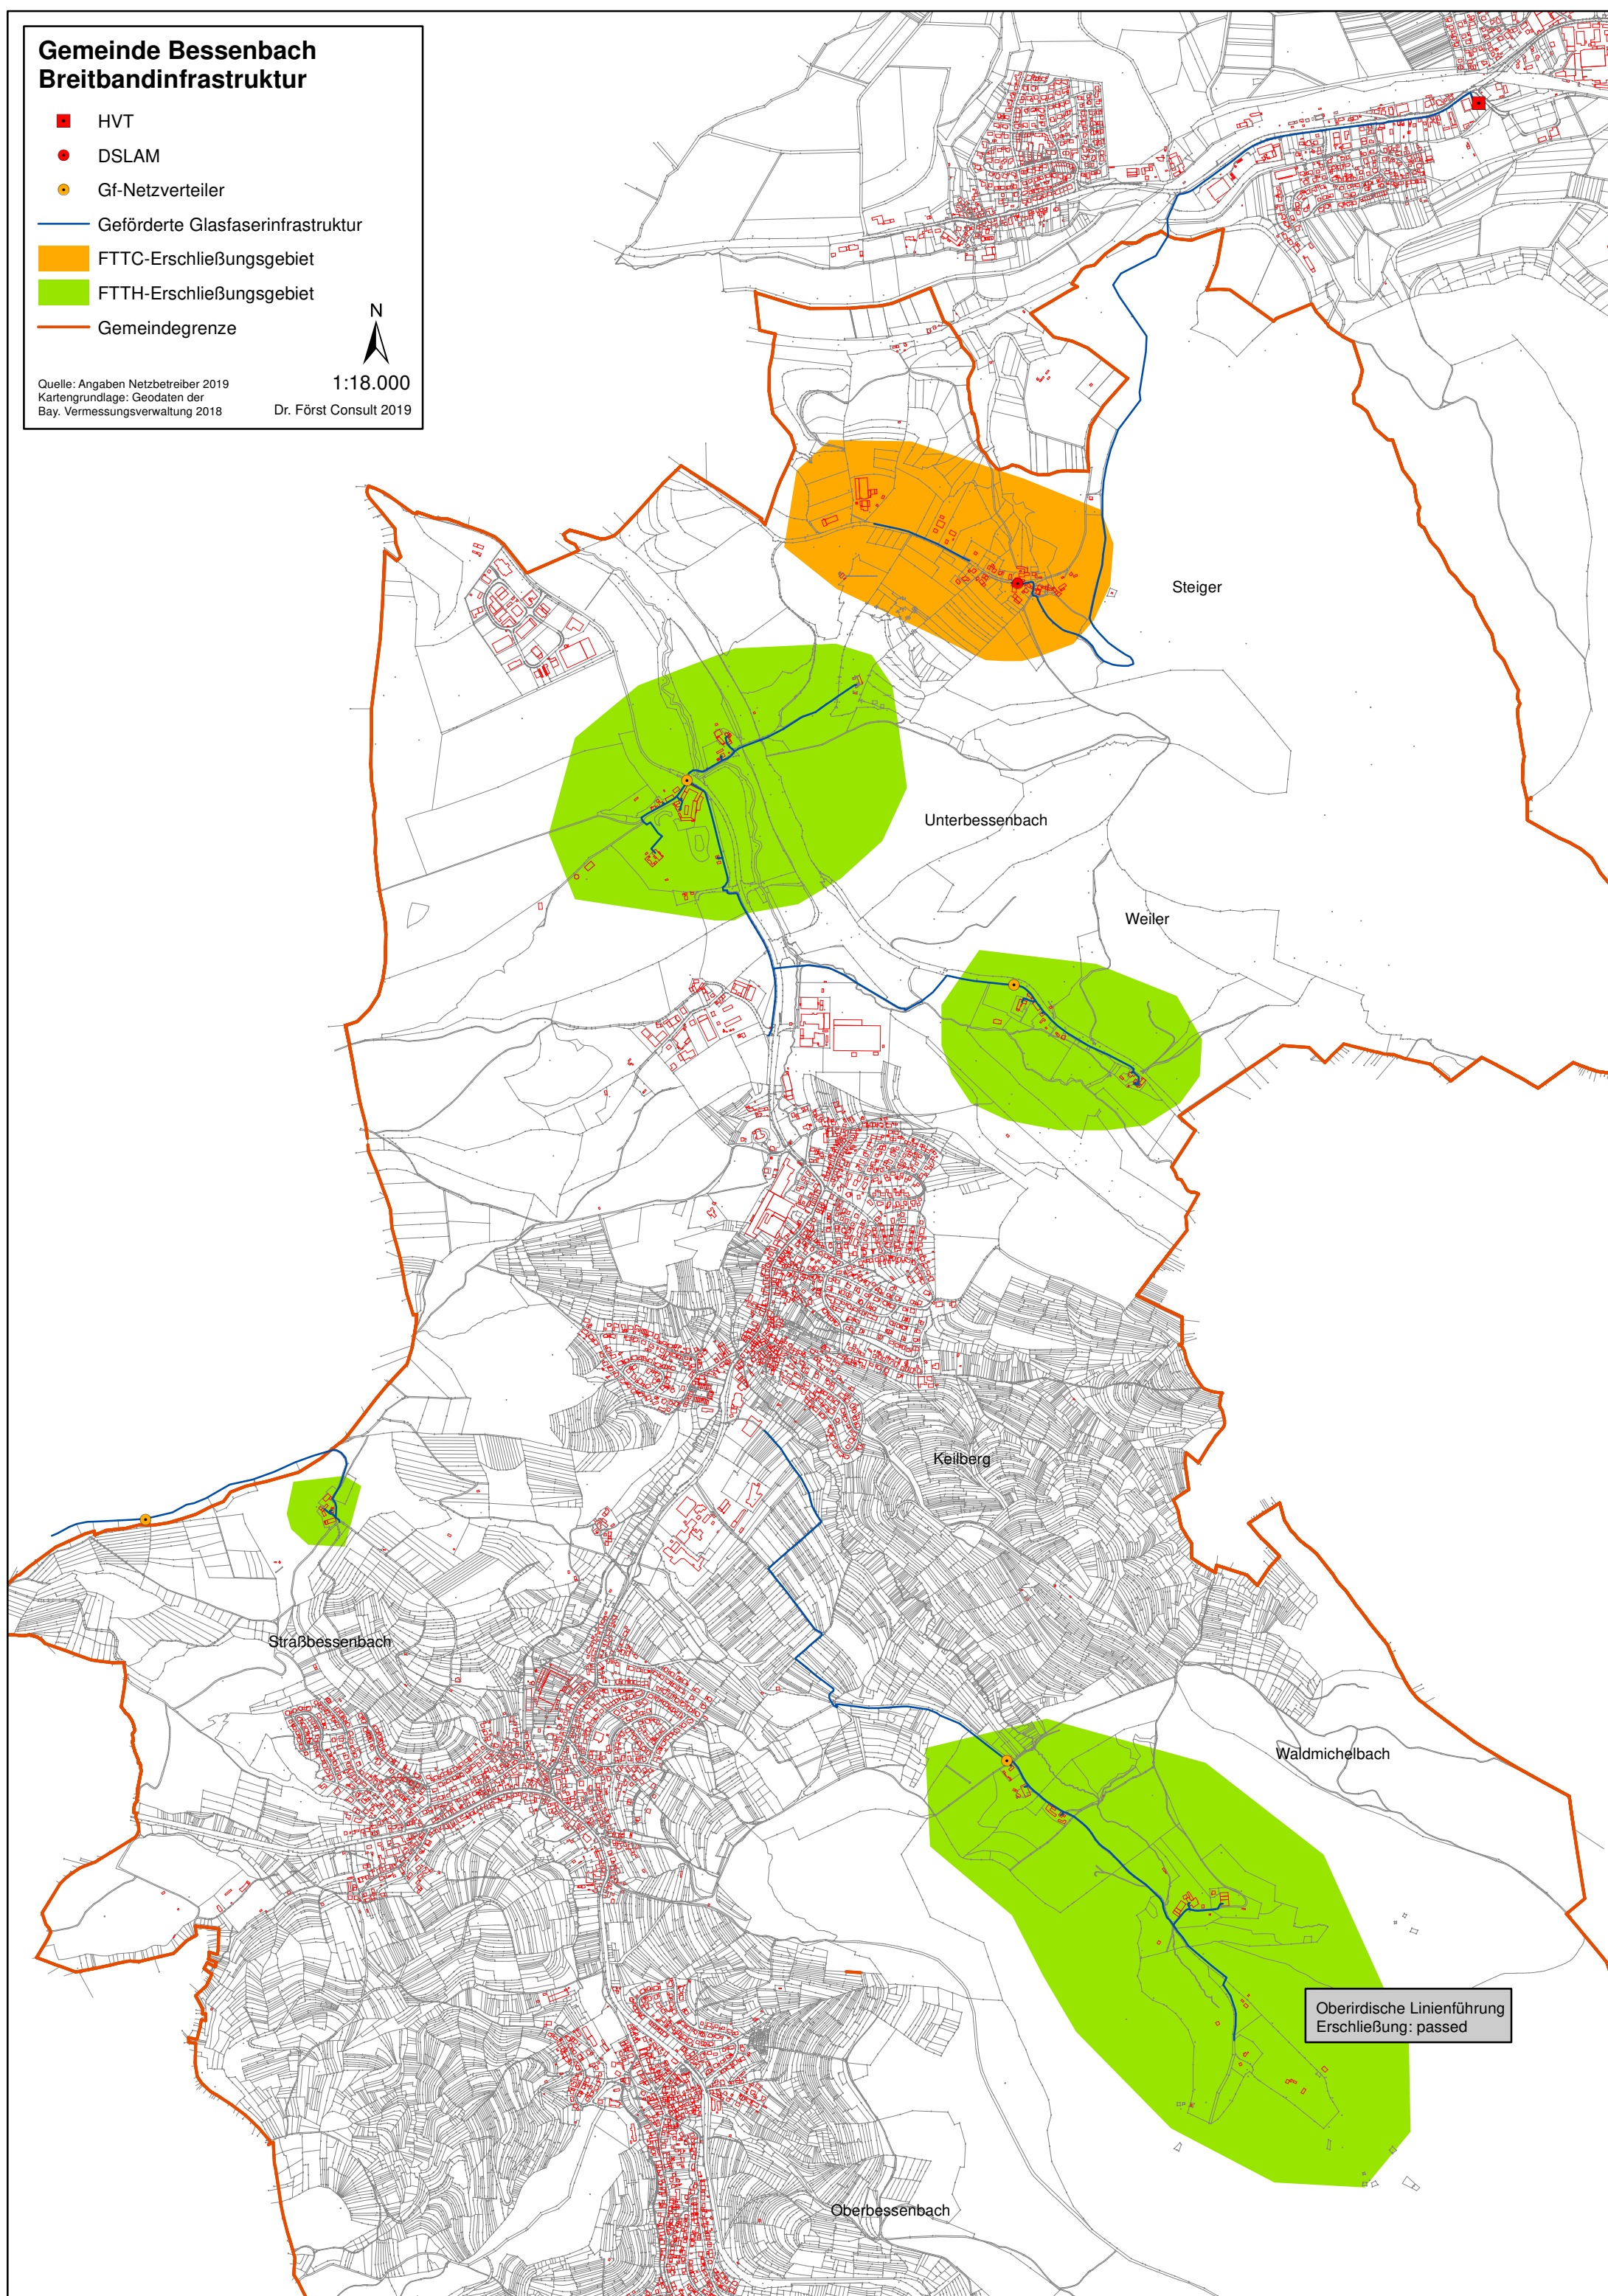 Gemeinde Bessenbach
Breitbandinfrastruktur
HVT
DSLAM
Gf-Netzverteiler
Geförderte Glasfaserinfrastruktur
FTTC-Erschließungsgebiet
FTTH-Erschließungsgebiet
Gemeindegrenze
N
1:18.000
Quelle: Angaben Netzbetreiber 2019
Kartengrundlage: Geodaten der
Bay. Vermessungsverwaltung 2018
Dr. Först Consult 2019
Steiger
Unterbessenbach
Weiler
Keilberg
Straßbessenbach
Waldmichelbach
Oberirdische Linienführung
Erschließung: passed
Oberbessenbach